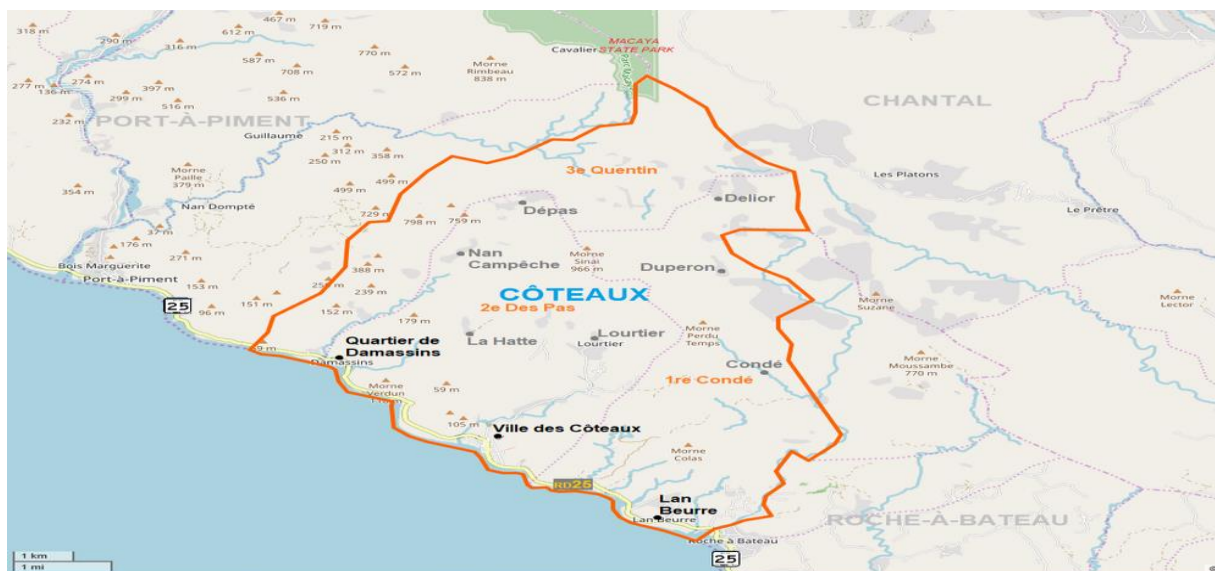 467 m
719 m
318 m
290 m
612 m
316 m
770 m
587 m
708 m
572 m
Cavalier
MACAYA
STATE PARK
Morne
Rimbeau
838 m
277 m
136 m
274 m
397 m
299 m
516 m
536 m
232 m
PORT-À-PIMENT
Guillaume
215 m
312 m
358 m
250 m
CHANTAL
Morne
Paille
379 m
354 m
499 m
499 m
3e Quentin
Les Platons
Nan Dompté
729 m
798 m
759 m
Dépas
Delior
Le Prêtre
37 m
176 m
271 m
Bois Marguerite
Port-à-Piment
153 m
96 m
25
151 m
388 m
239 m
152 m
179 m
Nan
Campêche
Morne
Sinaï
966 m
Duperon
CÔTEAUX
2e Des Pas
Morne
Suzane
Morne
Lector
Quartier de
Damassins
Damassins
La Hatte
Lourtier
Lourtier
Morne
Perdu
Temps
Condé
1re Condé
Morne
Moussambe
770 m
Morne
Verdun
59 m
105 m
Ville des Côteaux
Morne
Colas
RD25
Lan
Beurre
Lan Beurre
ROCHE-À-BATEAU
Roche à Bateau
25
1 km
1 mi